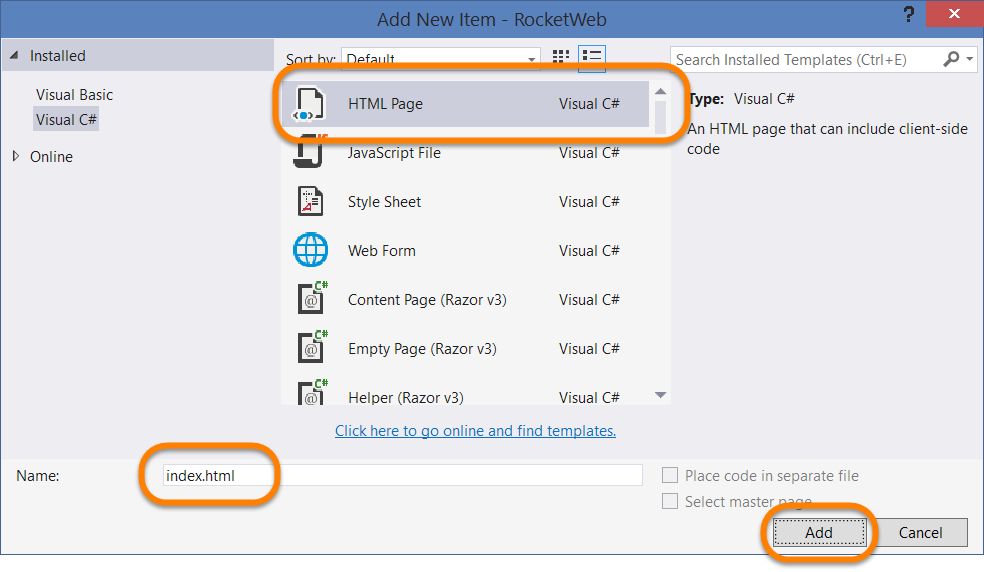 Add New Item - RocketWeb
?
Installed
Sort by: Default
Search Installed Templates (Ctrl+E)
Visual Basic
Visual C#
Online
HTML Page Visual C#
JavaScript File Visual C#
Style Sheet Visual C#
Web Form Visual C#
C#
@
Content Page (Razor v3) Visual C#
C#
@
Empty Page (Razor v3) Visual C#
C#
@
Helper (Razor v3) Visual C#
Type: Visual C#
An HTML page that can include client-side
code
Click here to go online and find templates.
Name: index.html
Place code in separate file
Select master page
Add Cancel